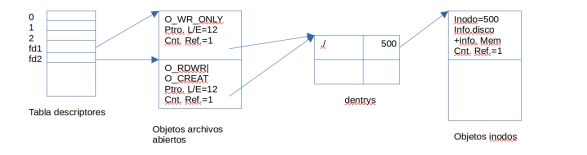 0
1
2
fd1
fd2
Tabla descriptores
O_WR_ONLY
Ptro. L/E=12
Cnt. Ref.=1
O_RDWR|
O_CREAT
Ptro. L/E=12
Cnt. Ref.=1
Objetos archivos
abiertos
./ 500
dentrys
Inodo=500
Info.disco
+info. Mem
Cnt. Ref.=1
Objetos inodos